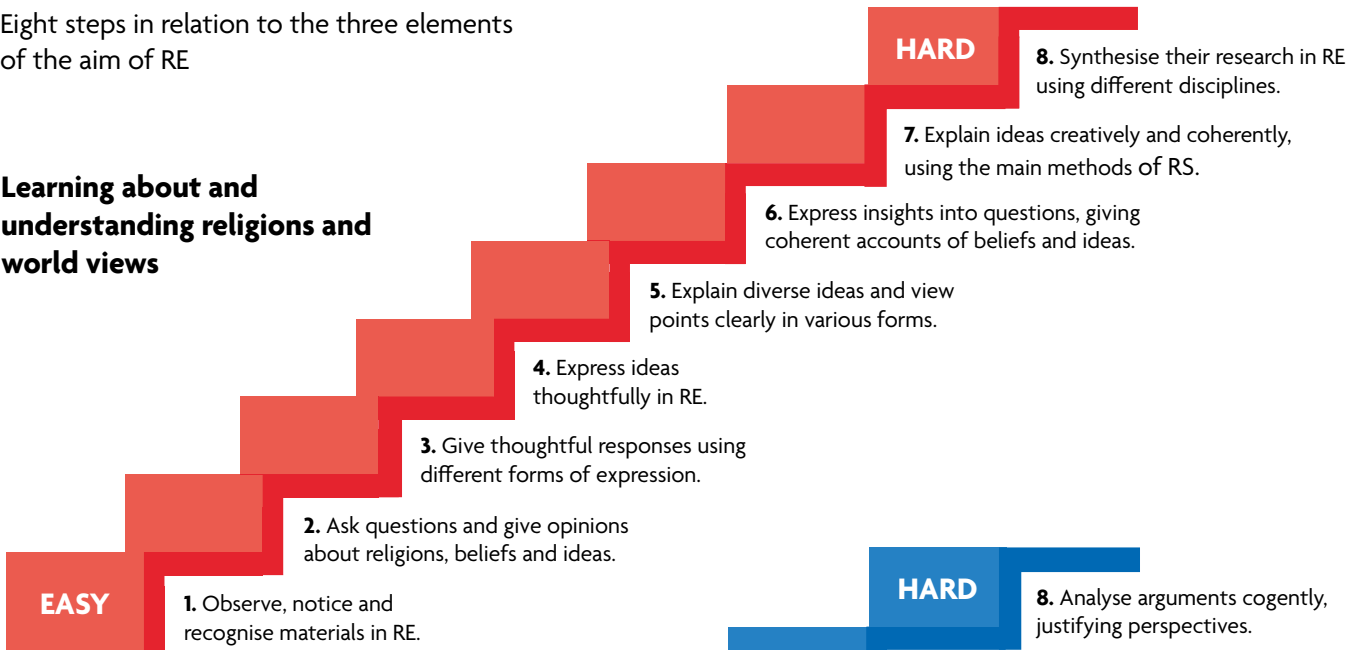 Eight steps in relation to the three elements
of the aim of RE
HARD
8. Synthesise their research in RE
using different disciplines.
7. Explain ideas creatively and coherently,
using the main methods of RS.
Learning about and
understanding religions and
world views
6. Express insights into questions, giving
coherent accounts of beliefs and ideas.
5. Explain diverse ideas and view
points clearly in various forms.
4. Express ideas
thoughtfully in RE.
3. Give thoughtful responses using
different forms of expression.
2. Ask questions and give opinions
about religions, beliefs and ideas.
EASY
1. Observe, notice and
recognise materials in RE.
HARD
8. Analyse arguments cogently,
justifying perspectives.